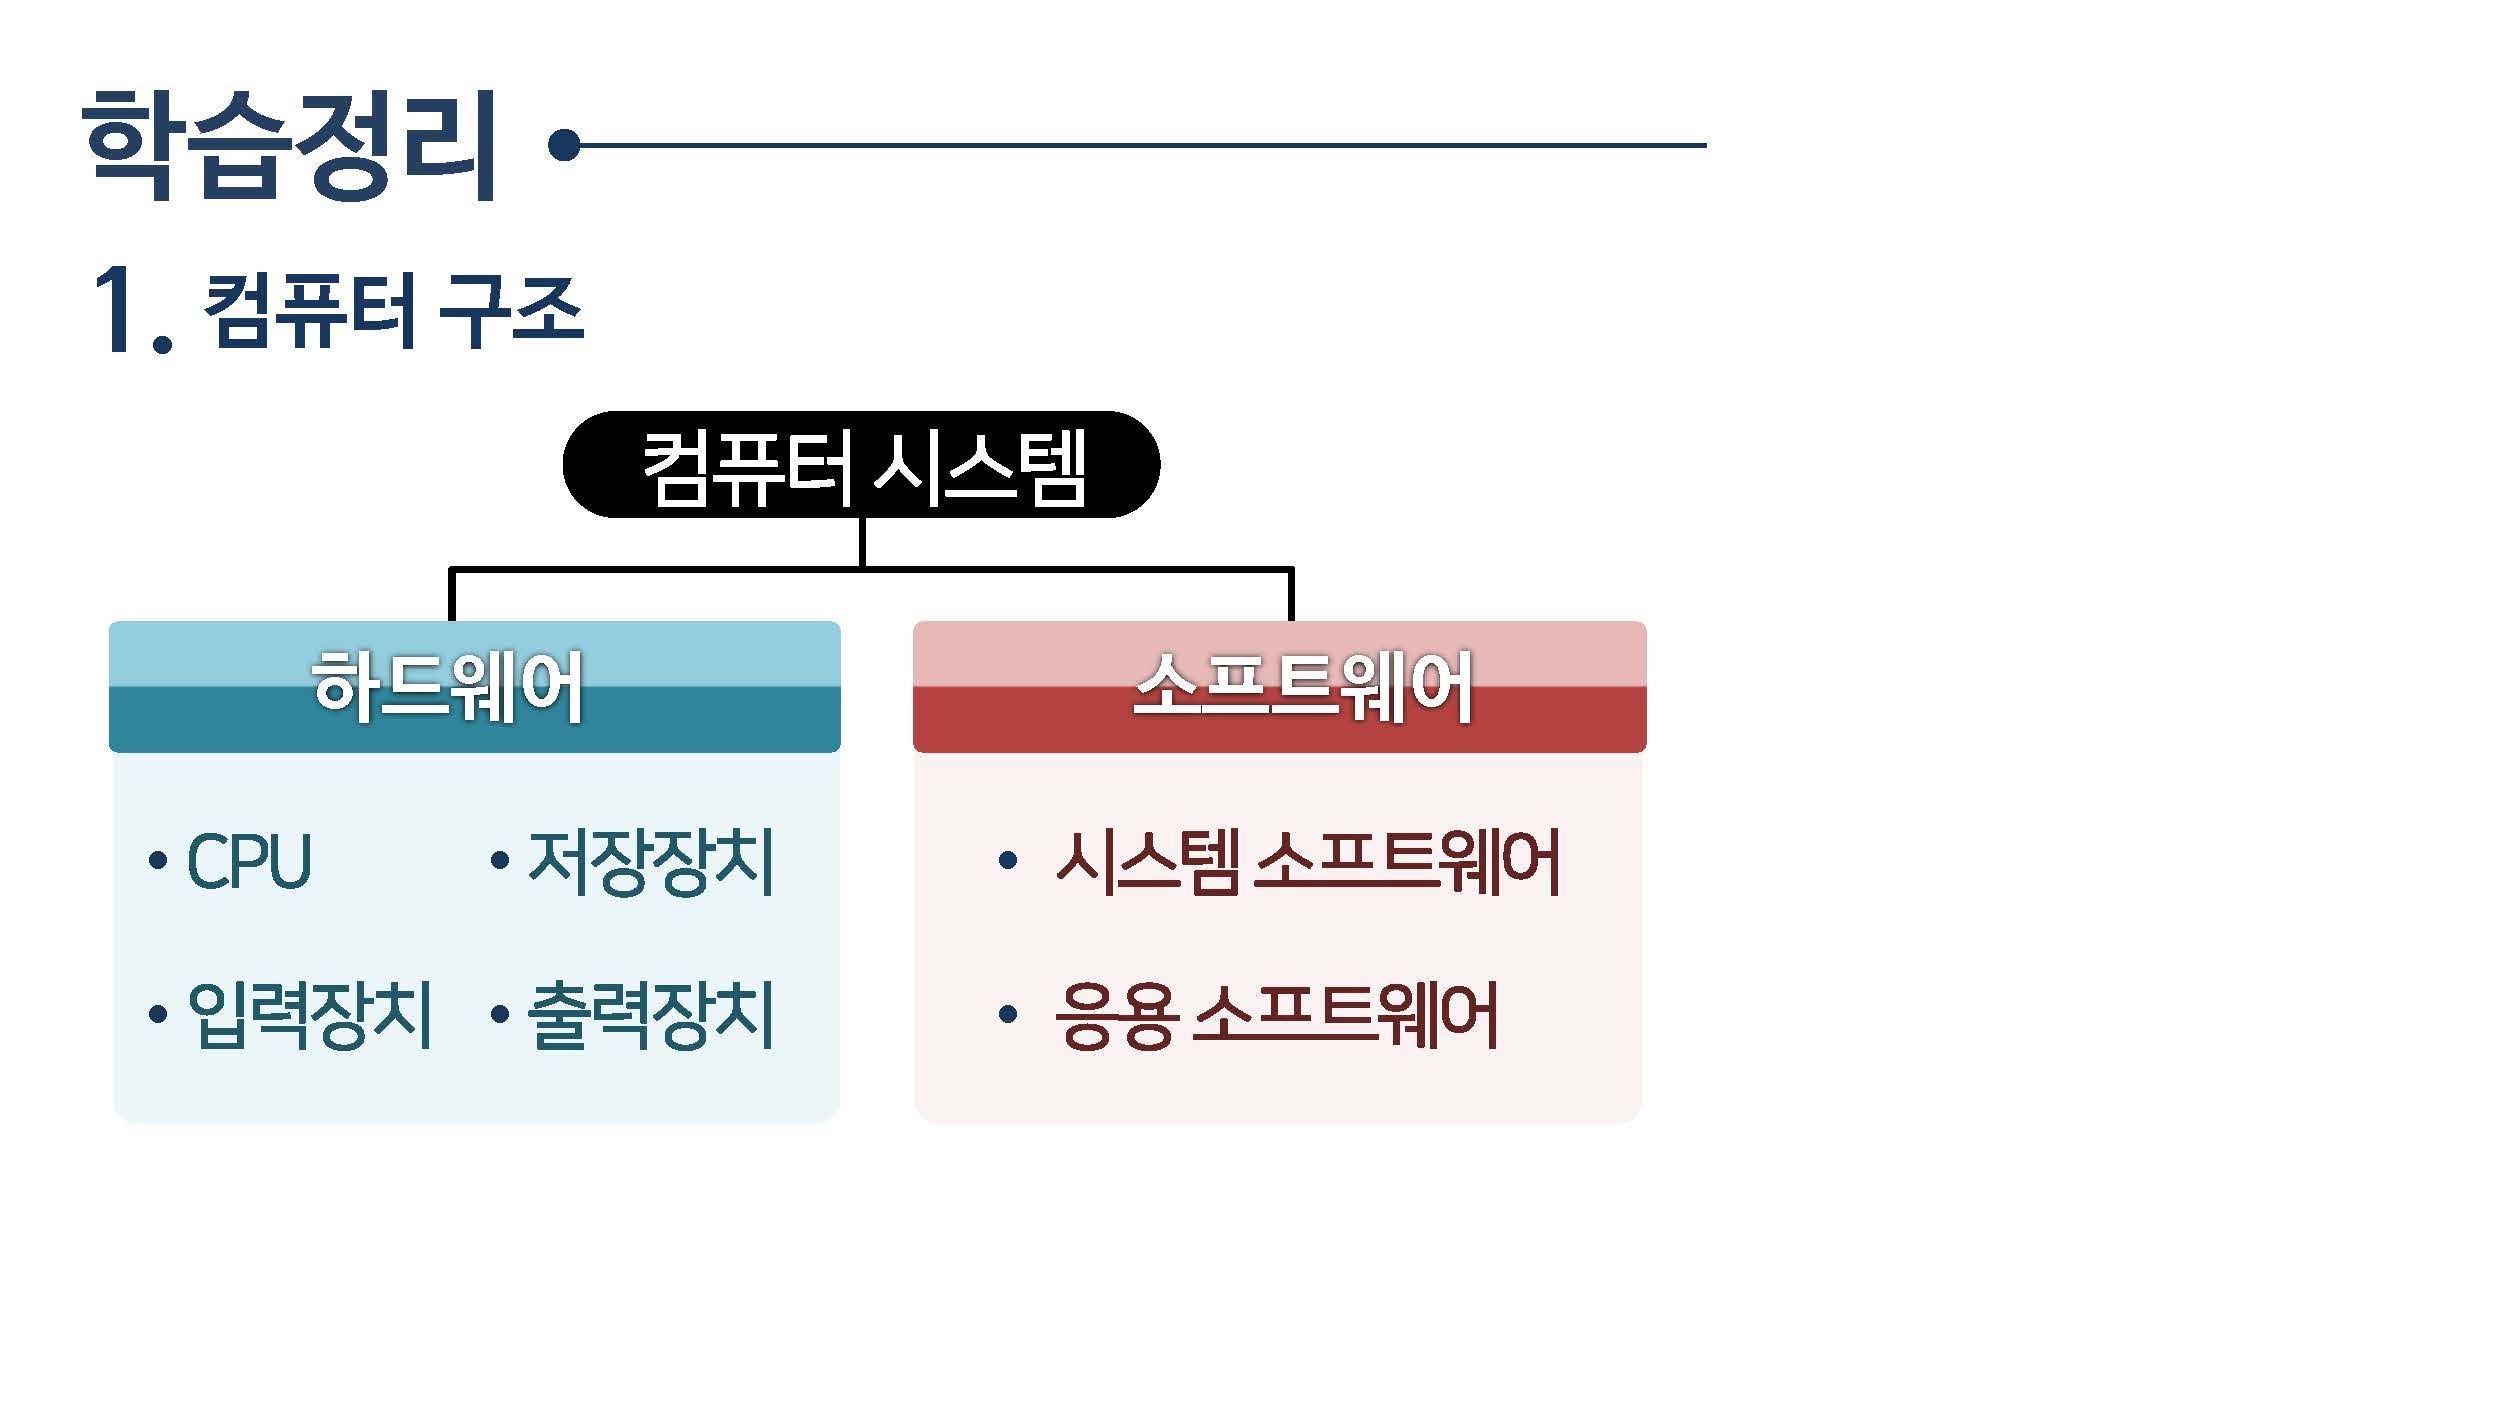 학습정리
1. 컴퓨터 구조
컴퓨터 시스템
하드웨어
• CPU • 저장장치
• 입력장치 • 출력장치
소프트웨어
• 시스템 소프트웨어
• 응용 소프트웨어